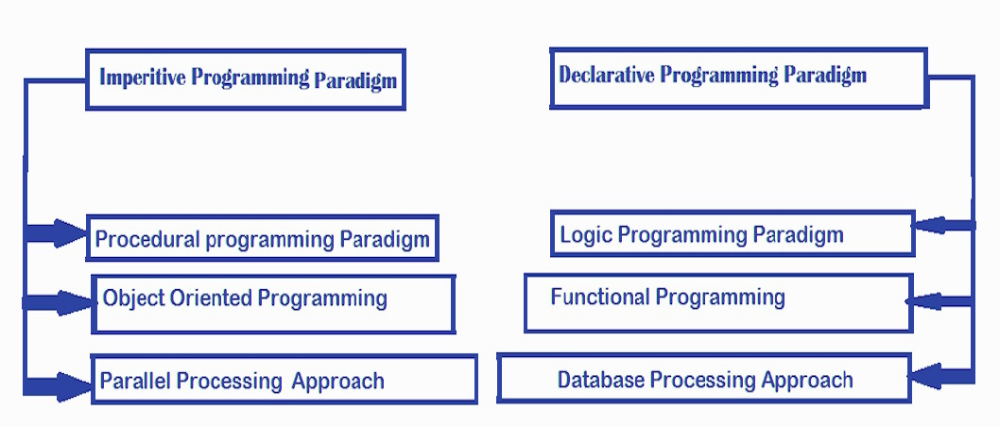 Imperitive Programming Paradigm
Procedural programming Paradigm
Object Oriented Programming
Parallel Processing Approach
Declarative Programming Paradigm
Logic Programming Paradigm
Functional Programming
Database Processing Approach